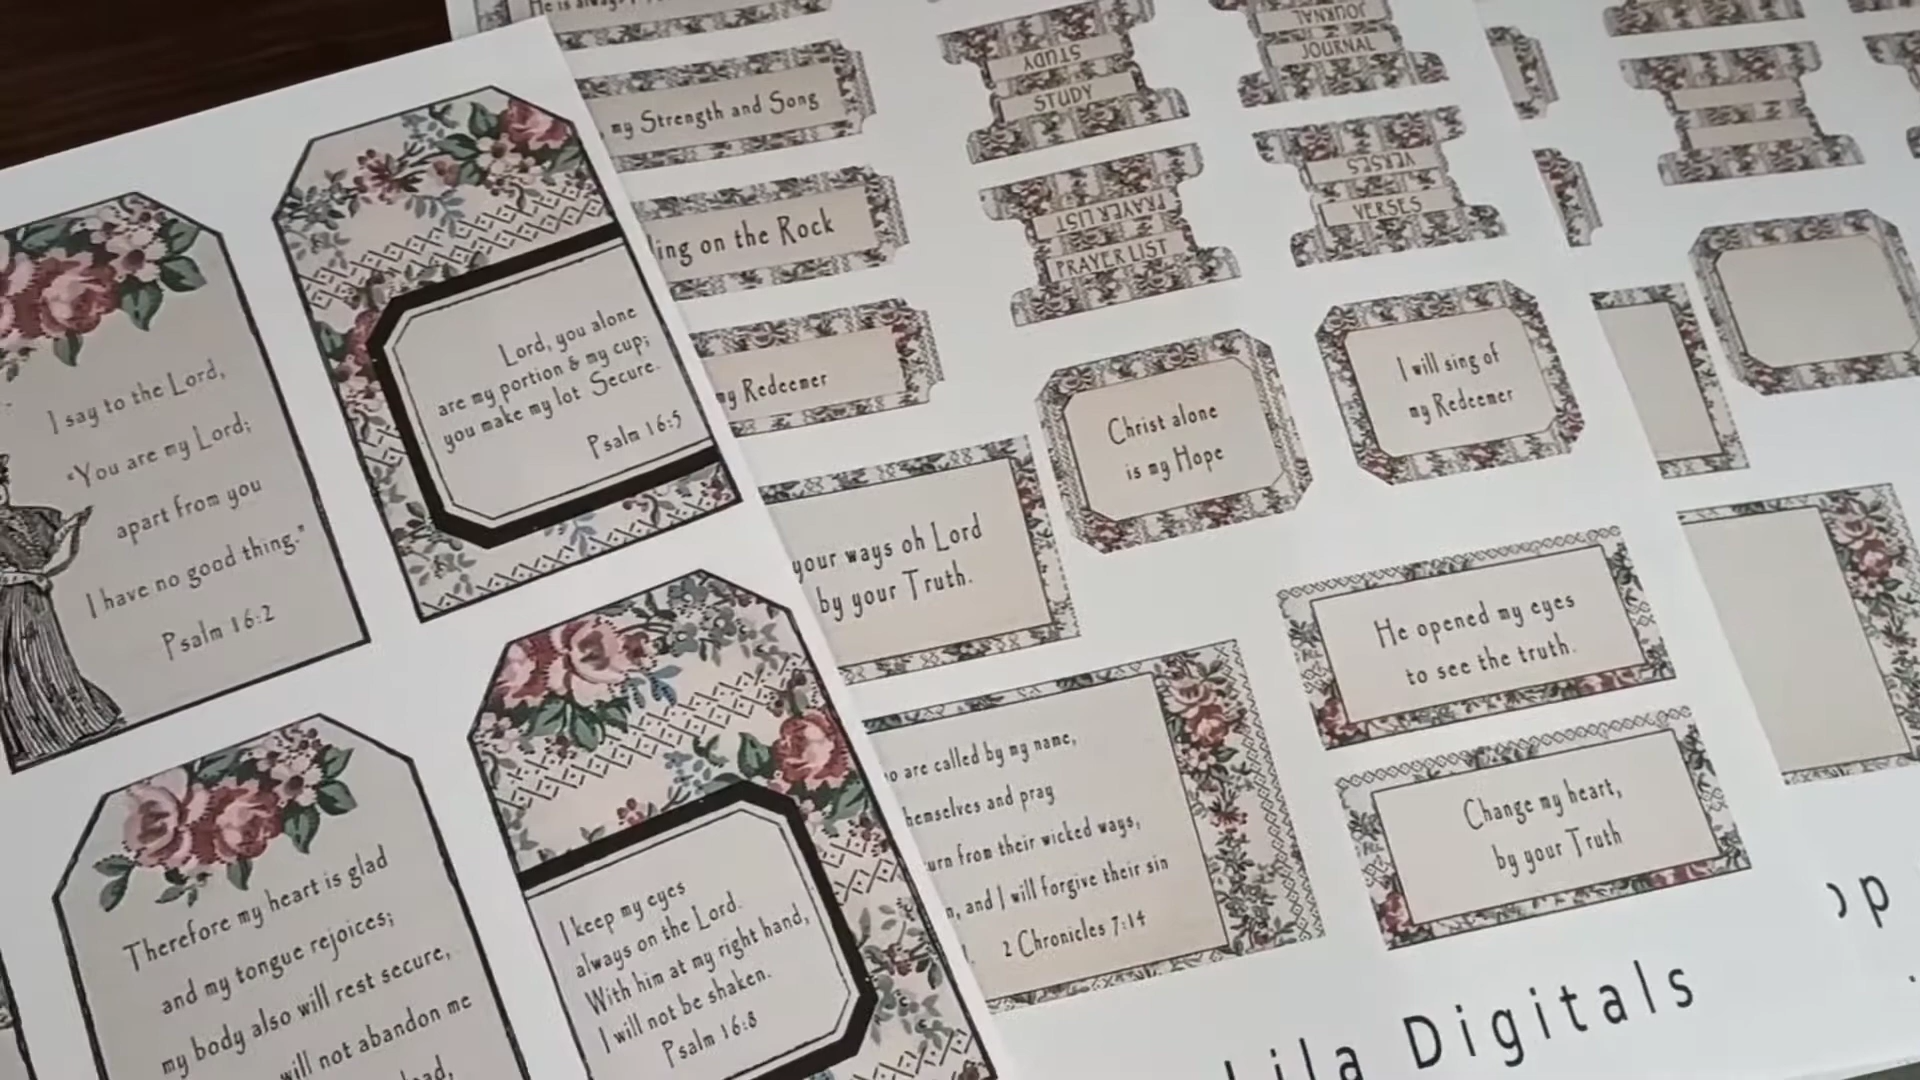 I say to the Lord,
"You are my Lord;
apart from you
I have no good thing."
Psalm 16:2
Lord, you alone
are my portion & my cup;
you make my lot Secure.
Psalm 16:5
Therefore my heart is glad
and my tongue rejoices;
my body also will rest secure,
will not abandon me
I keep my eyes
always on the Lord.
With him at my right hand,
I will not be shaken.
Psalm 16:8
He is
my Strength and Song
on the Rock
my Redeemer
STUDY
STUDY
JOURNAL
JOURNAL
PRAYER LIST
PRAYER LIST
VERSES
VERSES
Christ alone
is my Hope
I will sing of
my Redeemer
your ways oh Lord
by your Truth.
He opened my eyes
to see the truth.
are called by my name,
and pray
from their wicked ways,
and I will forgive their sin
2 Chronicles 7:14
Change my heart,
by your Truth
Lila Digitals